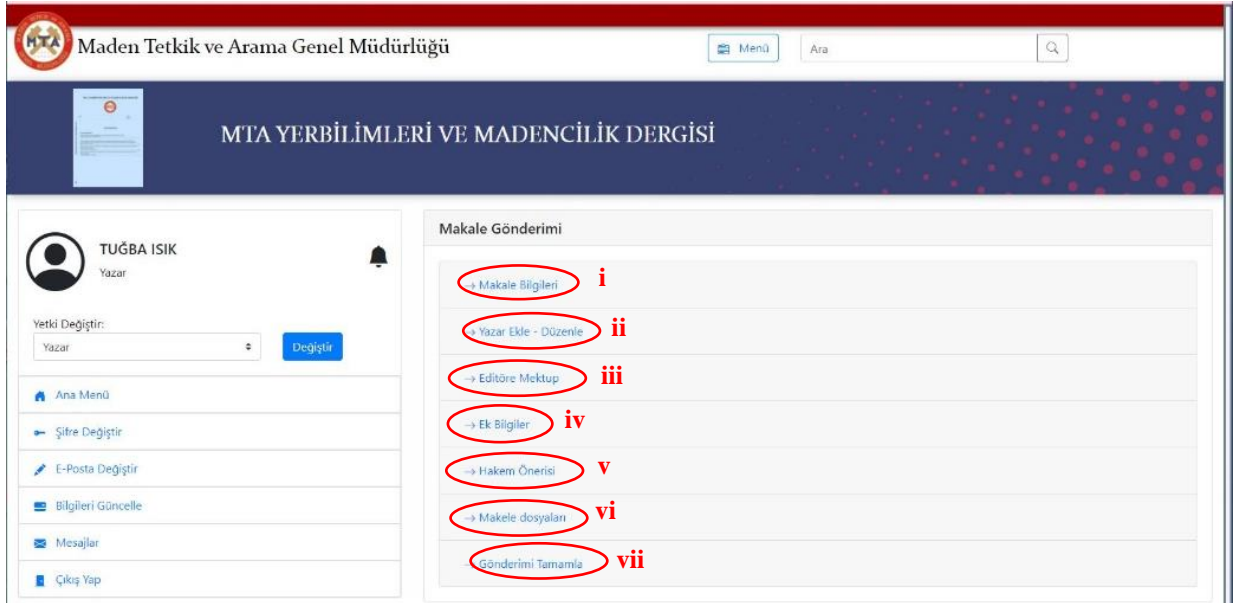 MTA
Maden Tetkik ve Arama Genel Müdürlüğü
Menü
Ara
MTA YERBİLİMLERİ VE MADENCİLİK DERGİSİ
TUĞBA ISIK
Yazar
Yetki Değiştir:
Yazar
Değiştir
Ana Menü
Şifre Değiştir
E-Posta Değiştir
Bilgileri Güncelle
Mesajlar
Çıkış Yap
Makale Gönderimi
→ Makale Bilgileri i
→ Yazar Ekle - Düzenle ii
→ Editöre Mektup iii
→ Ek Bilgiler iv
→ Hakem Önerisi v
→ Makele dosyaları vi
→ Gönderimi Tamamla vii